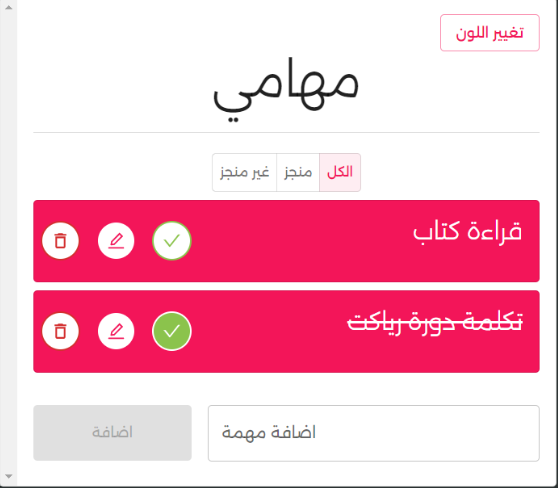 تغيير اللون
مهامي
الكل
منجز
غير منجز
قراءة كتاب
تكلمة دورة رياكت
اضافة مهمة
اضافة